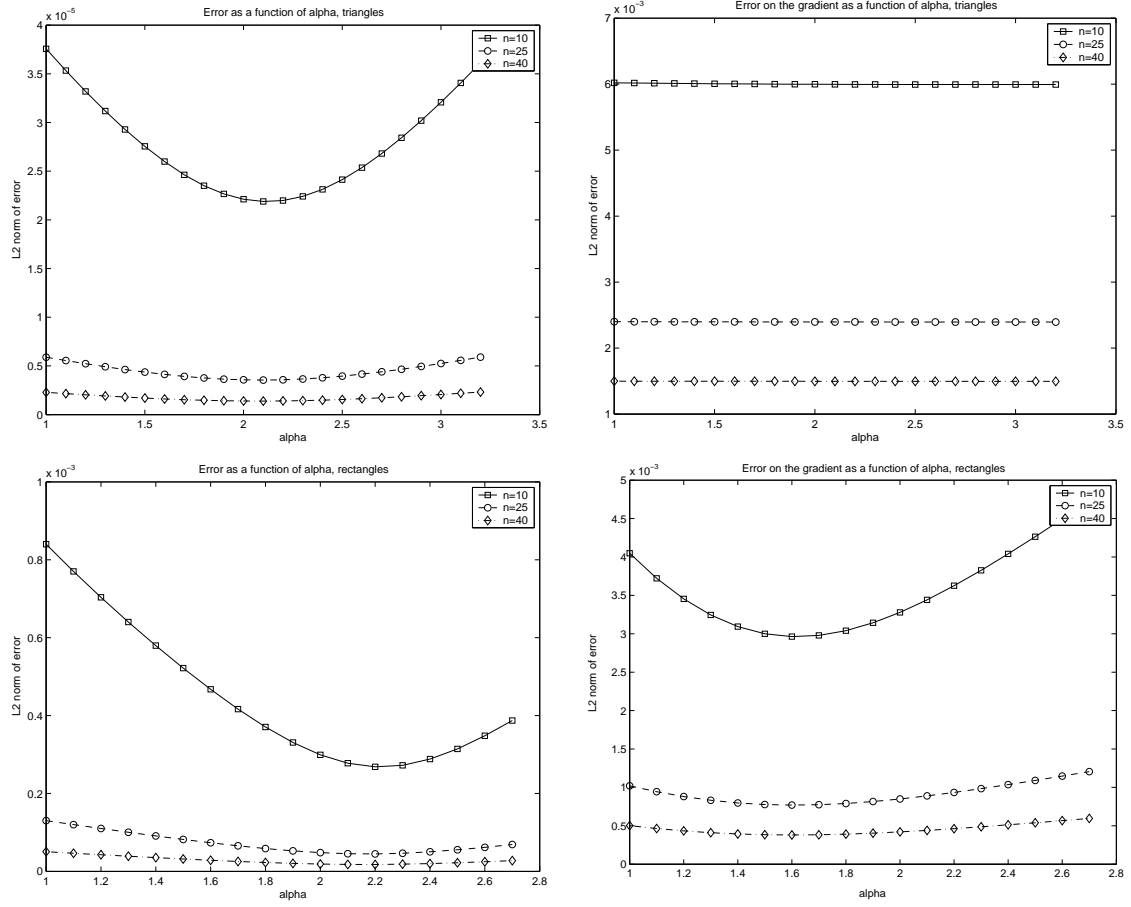 x 10−5
Error as a function of alpha, triangles
4
3.5
3
2.5
2
1.5
1
0.5
0
L2 norm of error
1
1.5
2
2.5
3
3.5
alpha
n=10
n=25
n=40
x 10−3
Error on the gradient as a function of alpha, triangles
7
6
5
4
3
2
1
L2 norm of error
1
1.5
2
2.5
3
3.5
alpha
n=10
n=25
n=40
x 10−3
Error as a function of alpha, rectangles
1
0.8
0.6
0.4
0.2
0
L2 norm of error
1
1.2
1.4
1.6
1.8
2
2.2
2.4
2.6
2.8
alpha
n=10
n=25
n=40
x 10−3
Error on the gradient as a function of alpha, rectangles
5
4.5
4
3.5
3
2.5
2
1.5
1
0.5
0
L2 norm of error
1
1.2
1.4
1.6
1.8
2
2.2
2.4
2.6
2.8
alpha
n=10
n=25
n=40